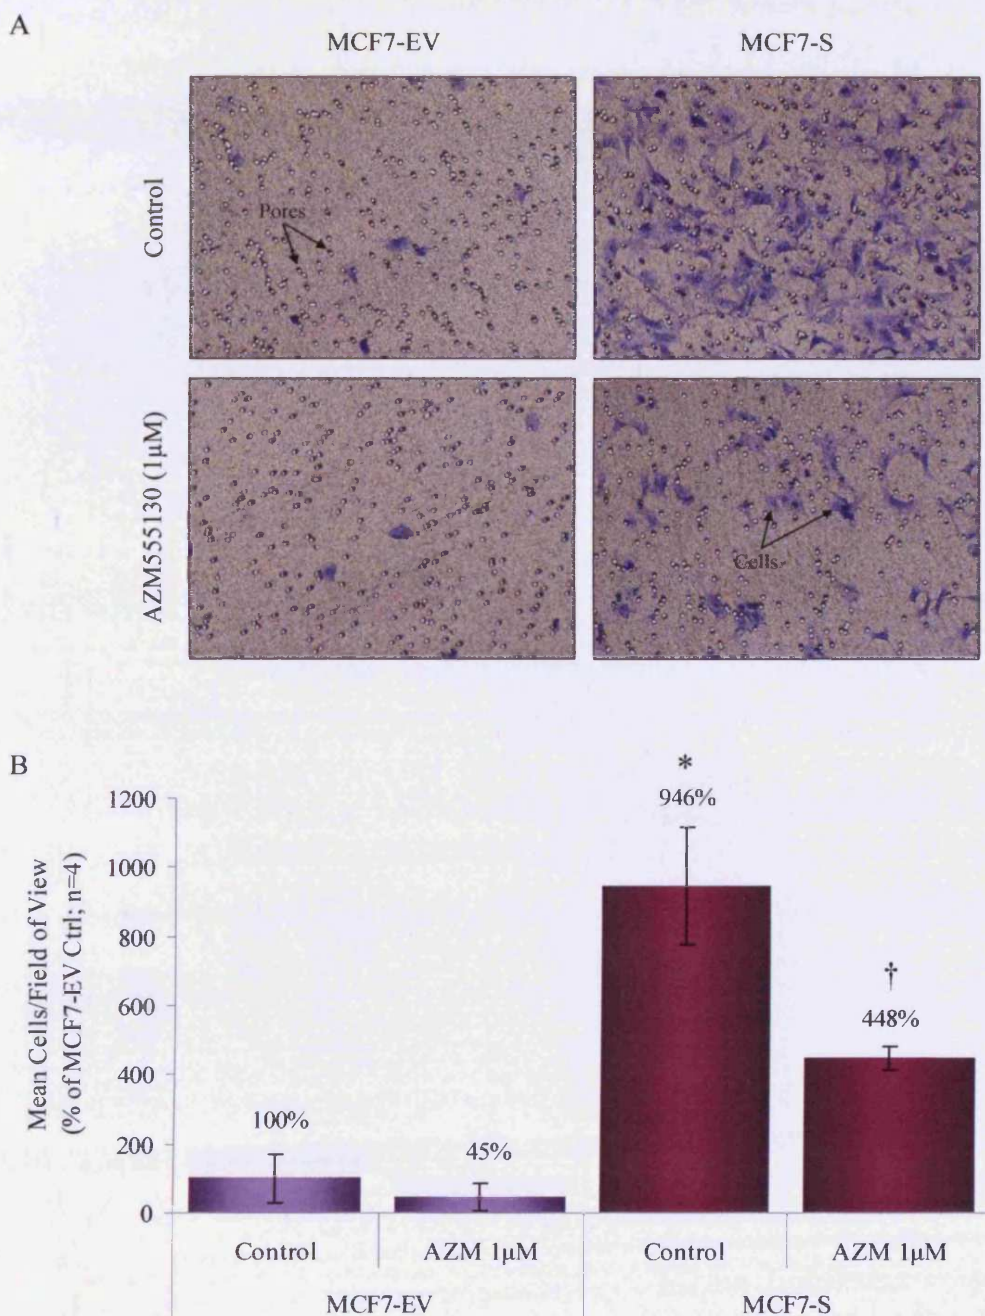 A
MCF7-EV
MCF7-S
Control
Pores
AZM555130 (1μM)
Cells
B
Mean Cells/Field of View
(% of MCF7-EV Ctrl; n=4)
1200
1000
800
600
400
200
0
100%
45%
*
946%
†
448%
Control
AZM 1μM
Control
AZM 1μM
MCF7-EV
MCF7-S